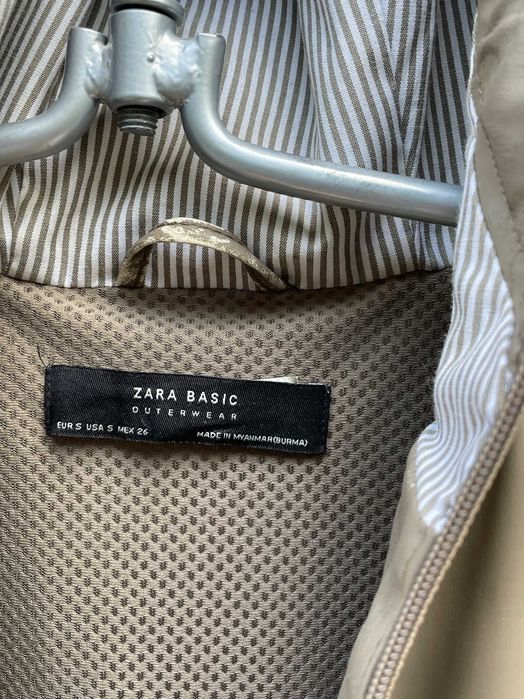 ZARA BASIC
OUTERWEAR
EUR S USA S MEX 26
MADE IN MYANMAR(BURMA)